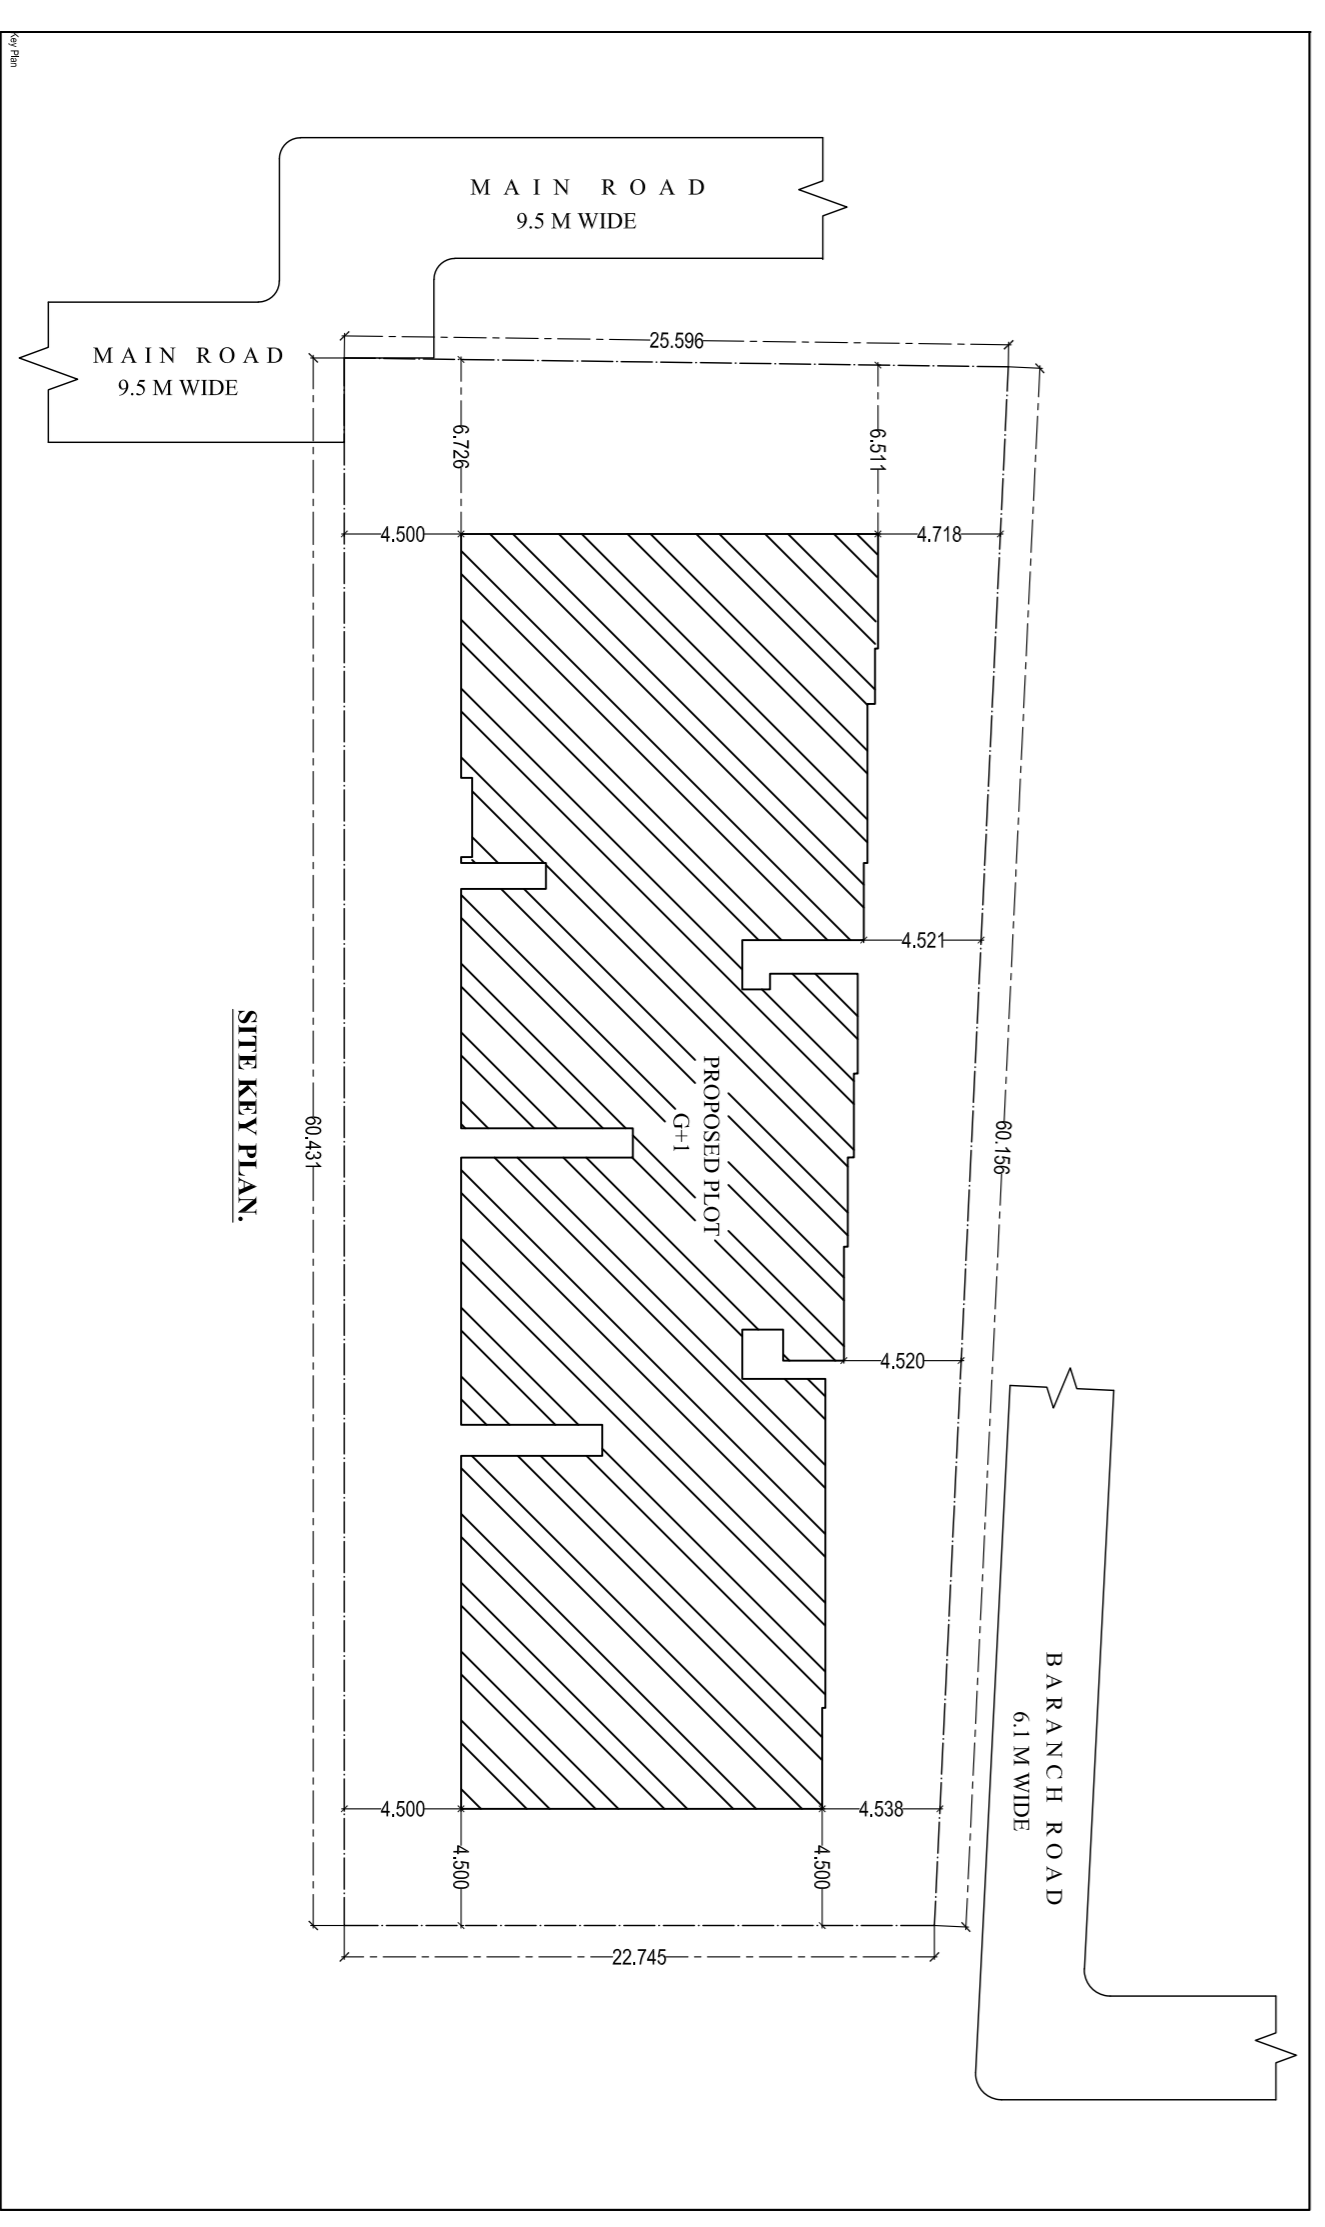 Key Plan
MAIN ROAD
9.5 M WIDE
MAIN ROAD
9.5 M WIDE
25.596
6.726
6.511
4.500
4.718
4.521
PROPOSED PLOT
G+1
SITE KEY PLAN.
60.431
60.156
4.520
BARANCH ROAD
6.1 M WIDE
4.500
4.538
4.500
4.500
22.745